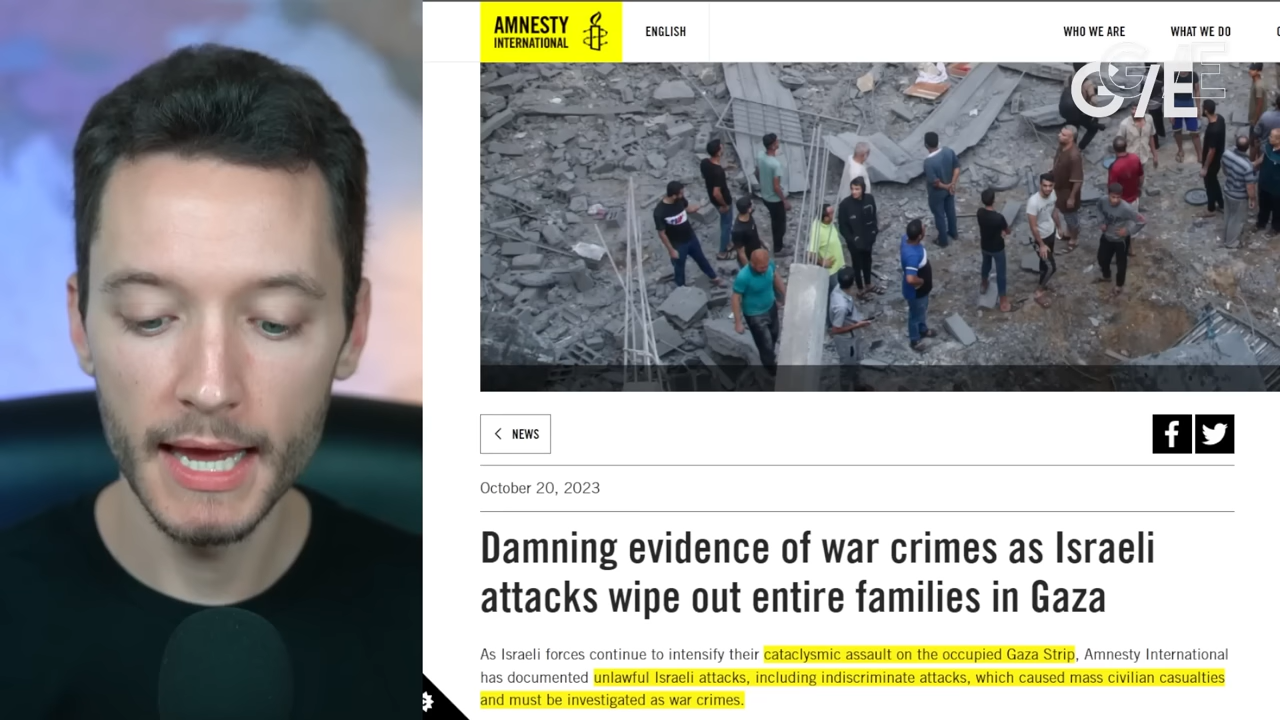 AMNESTY
INTERNATIONAL
ENGLISH
WHO WE ARE
WHAT WE DO
G/E
NEWS
October 20, 2023
Damning evidence of war crimes as Israeli
attacks wipe out entire families in Gaza
As Israeli forces continue to intensify their cataclysmic assault on the occupied Gaza Strip, Amnesty International
has documented unlawful Israeli attacks, including indiscriminate attacks, which caused mass civilian casualties
and must be investigated as war crimes.